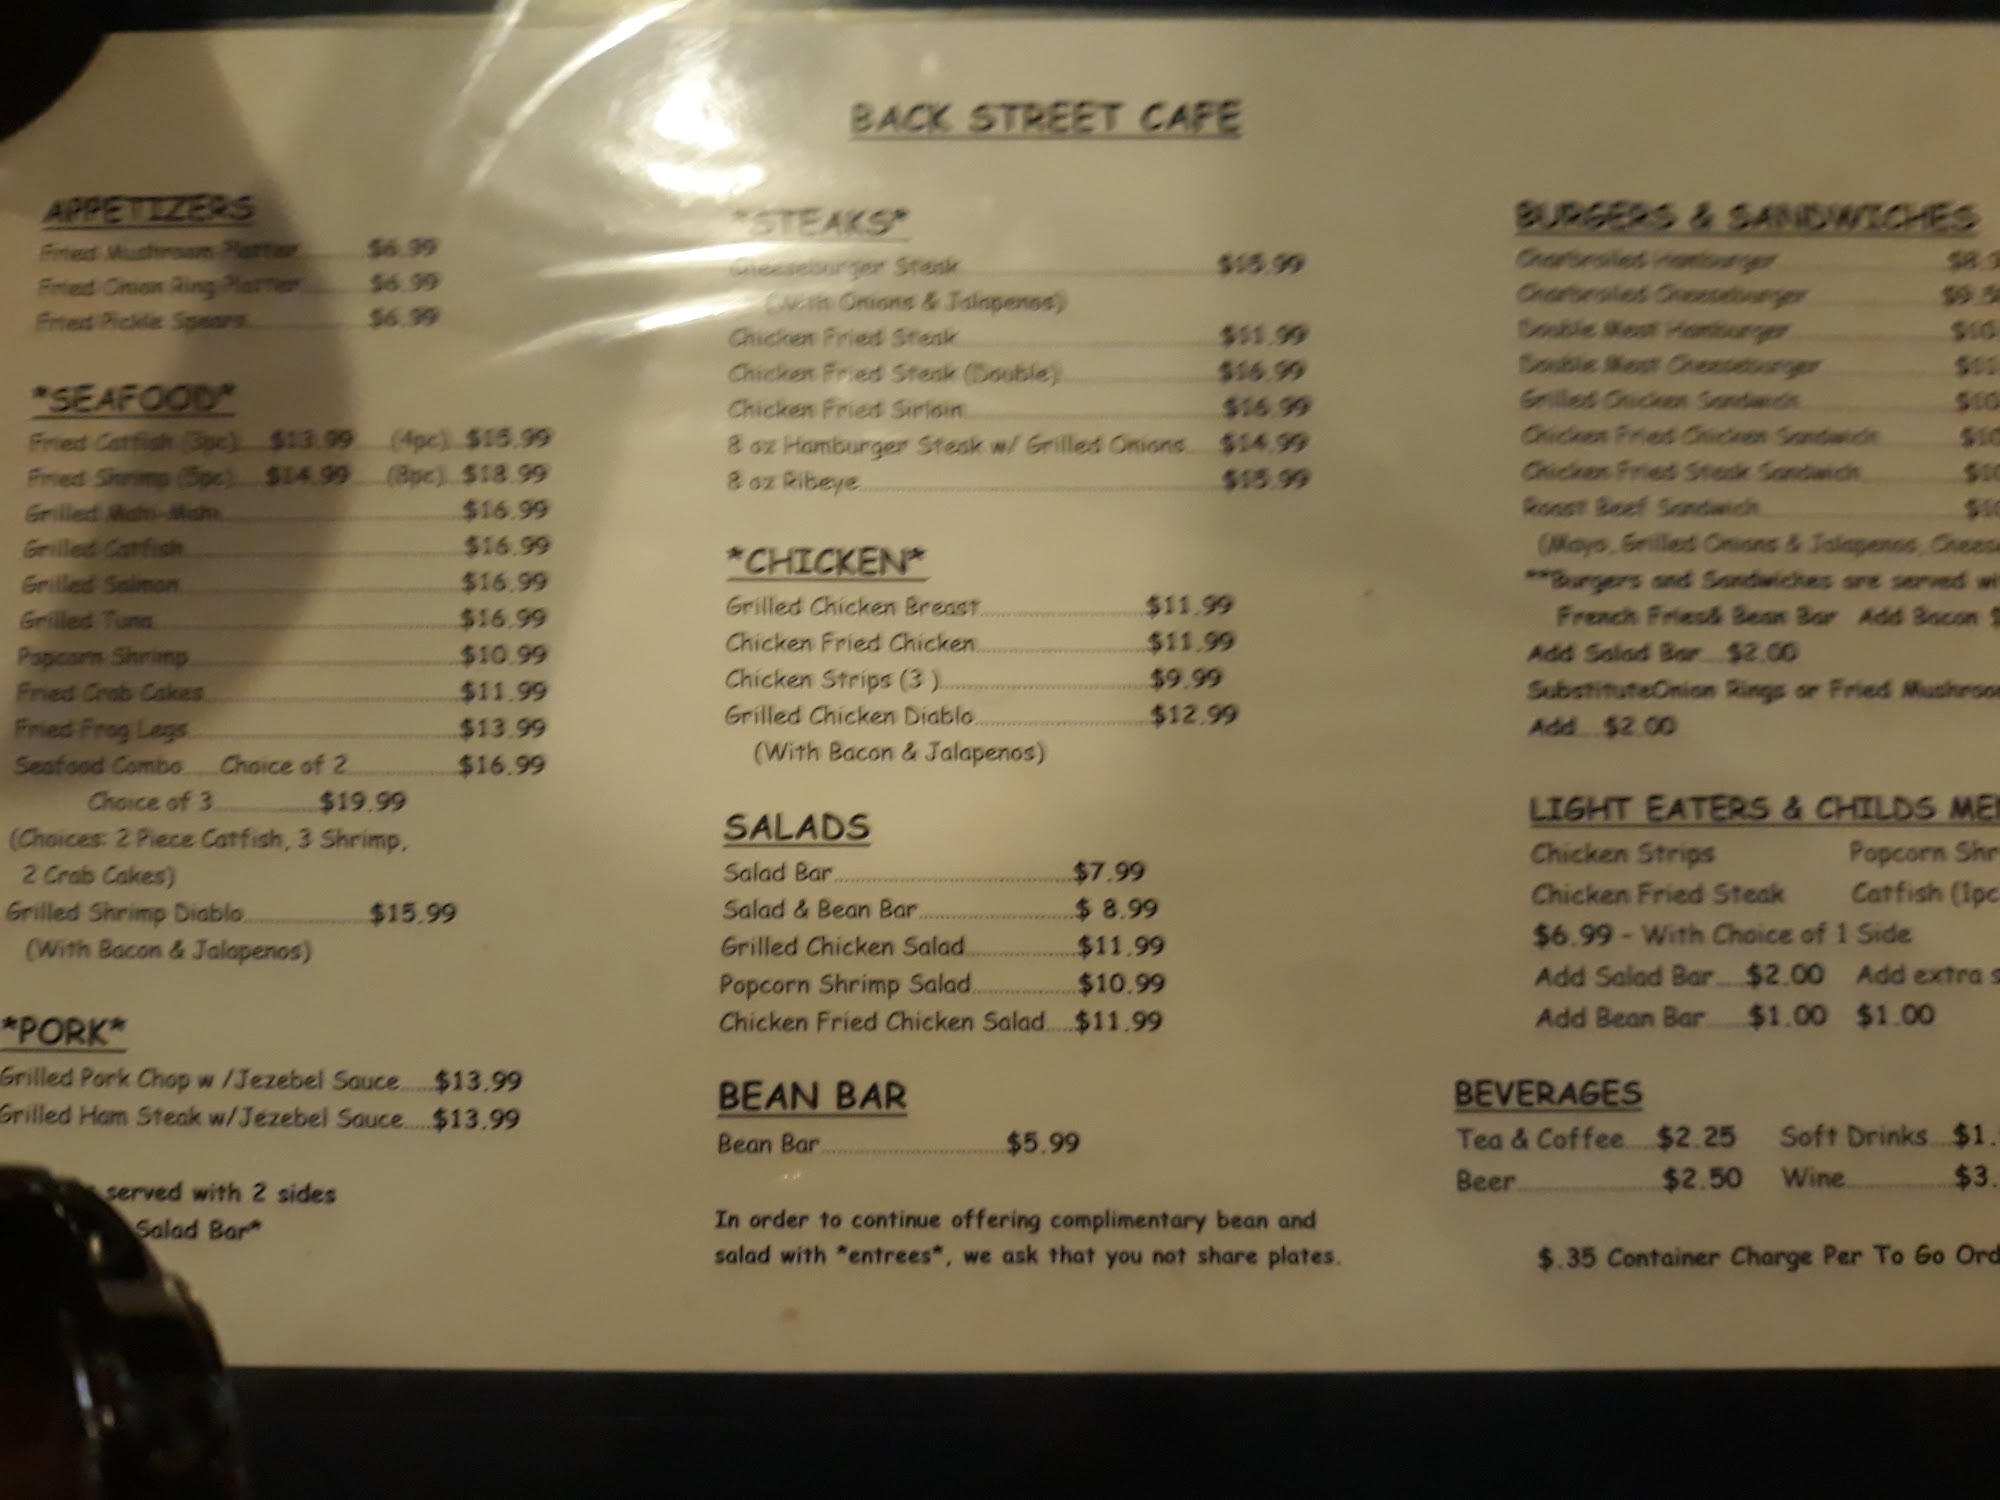 BACK STREET CAFE
APPETIZERS
Fried Mushroom Platter $6.99
Fried Onion Ring Platter $6.99
Fried Pickle Spears $6.99
*SEAFOOD*
Fried Catfish (3pc) $13.99 (4pc) $15.99
Fried Shrimp (5pc) $14.99 (8pc) $18.99
Grilled Mahi-Mahi $16.99
Grilled Catfish $16.99
Grilled Salmon $16.99
Grilled Tuna $16.99
Popcorn Shrimp $10.99
Fried Crab Cakes $11.99
Fried Frog Legs $13.99
Seafood Combo Choice of 2 $16.99
Choice of 3 $19.99
(Choices: 2 Piece Catfish, 3 Shrimp,
2 Crab Cakes)
Grilled Shrimp Diablo $15.99
(With Bacon & Jalapenos)
*PORK*
Grilled Pork Chop w /Jezebel Sauce $13.99
Grilled Ham Steak w/Jezebel Sauce $13.99
served with 2 sides
Salad Bar*
*STEAKS*
Cheeseburger Steak $15.99
(With Onions & Jalapenos)
Chicken Fried Steak $11.99
Chicken Fried Steak (Double) $16.99
Chicken Fried Sirloin $16.99
8 oz Hamburger Steak w/ Grilled Onions $14.99
8 oz Ribeye $15.99
*CHICKEN*
Grilled Chicken Breast $11.99
Chicken Fried Chicken $11.99
Chicken Strips (3 ) $9.99
Grilled Chicken Diablo $12.99
(With Bacon & Jalapenos)
SALADS
Salad Bar $7.99
Salad & Bean Bar $ 8.99
Grilled Chicken Salad $11.99
Popcorn Shrimp Salad $10.99
Chicken Fried Chicken Salad $11.99
BEAN BAR
Bean Bar $5.99
In order to continue offering complimentary bean and
salad with *entrees*, we ask that you not share plates.
BURGERS & SANDWICHES
Charbroiled Hamburger
Charbroiled Cheeseburger
Double Meat Hamburger
Double Meat Cheeseburger
Grilled Chicken Sandwich
Chicken Fried Chicken Sandwich
Chicken Fried Steak Sandwich
Roast Beef Sandwich
(Mayo, Grilled Onions & Jalapenos,
**Burgers and Sandwiches are served
French Fries& Bean Bar Add Bacon
Add Salad Bar $2.00
SubstituteOnion Rings or Fried
Add $2.00
LIGHT EATERS & CHILDS
Chicken Strips Popcorn
Chicken Fried Steak Catfish (1pc
$6.99 - With Choice of 1 Side
Add Salad Bar $2.00 Add extra
Add Bean Bar $1.00 $1.00
BEVERAGES
Tea & Coffee $2.25 Soft Drinks $1.
Beer $2.50 Wine $3.
$.35 Container Charge Per To Go